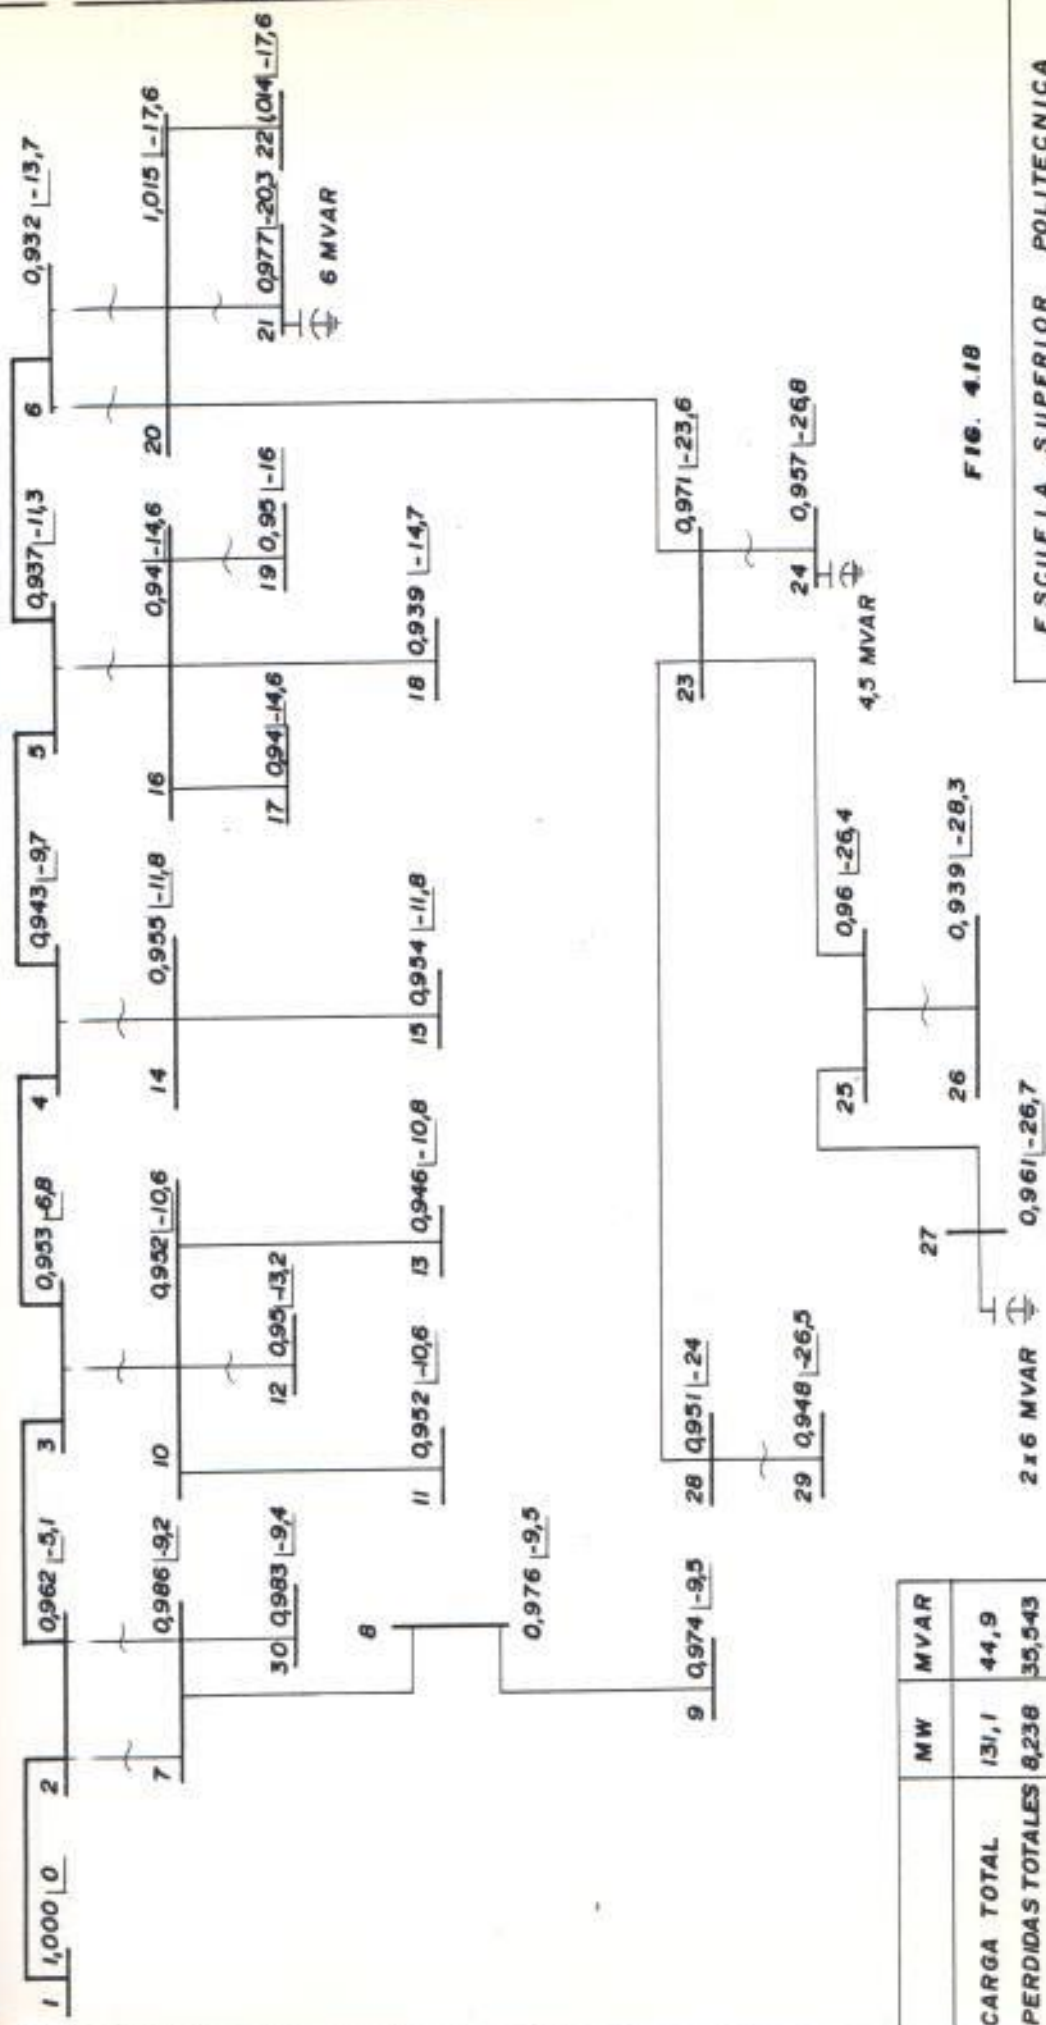 1 1,000 |0
2 0,962 |-5,1
3 0,953 |-6,8
4 0,943 |-9,7
5 0,937 |-11,3
6 0,932 |-13,7
7 0,986 |-9,2
30 0,983 |-9,4
8 0,976 |-9,5
9 0,974 |-9,5
10 0,952 |-10,6
11 0,952 |-10,6
12 0,95 |-13,2
13 0,946 |-10,8
14 0,955 |-11,8
15 0,954 |-11,8
16 0,94 |-14,6
17 0,94 |-14,6
18 0,939 |-14,7
19 0,95 |-16
20 1,015 |-17,6
21 0,977 |-20,3
6 MVAR
22 1,014 |-17,6
23 0,971 |-23,6
24 0,957 |-26,8
4,5 MVAR
25 0,96 |-26,4
26 0,939 |-28,3
27 0,961 |-26,7
2x6 MVAR
28 0,951 |-24
29 0,948 |-26,5
MW MVAR
CARGA TOTAL 131,1 44,9
PERDIDAS TOTALES 8,238 35,543
FIG. 4.18
ESCUELA SUPERIOR POLITECNICA